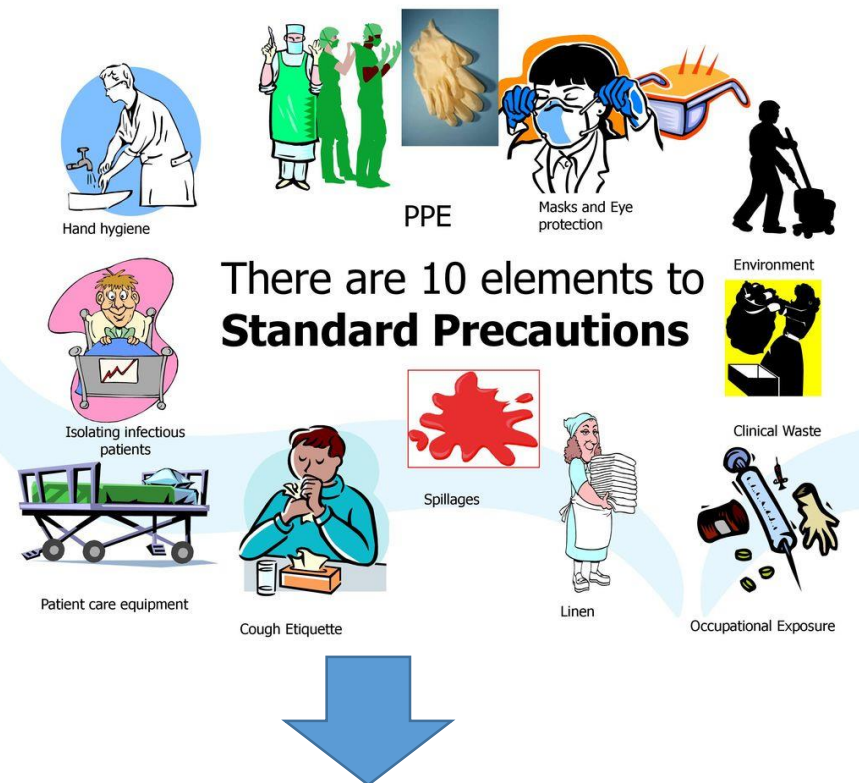 Hand hygiene
PPE
Masks and Eye
protection
Environment
There are 10 elements to
Standard Precautions
Isolating infectious
patients
Clinical Waste
Spillages
Patient care equipment
Cough Etiquette
Linen
Occupational Exposure